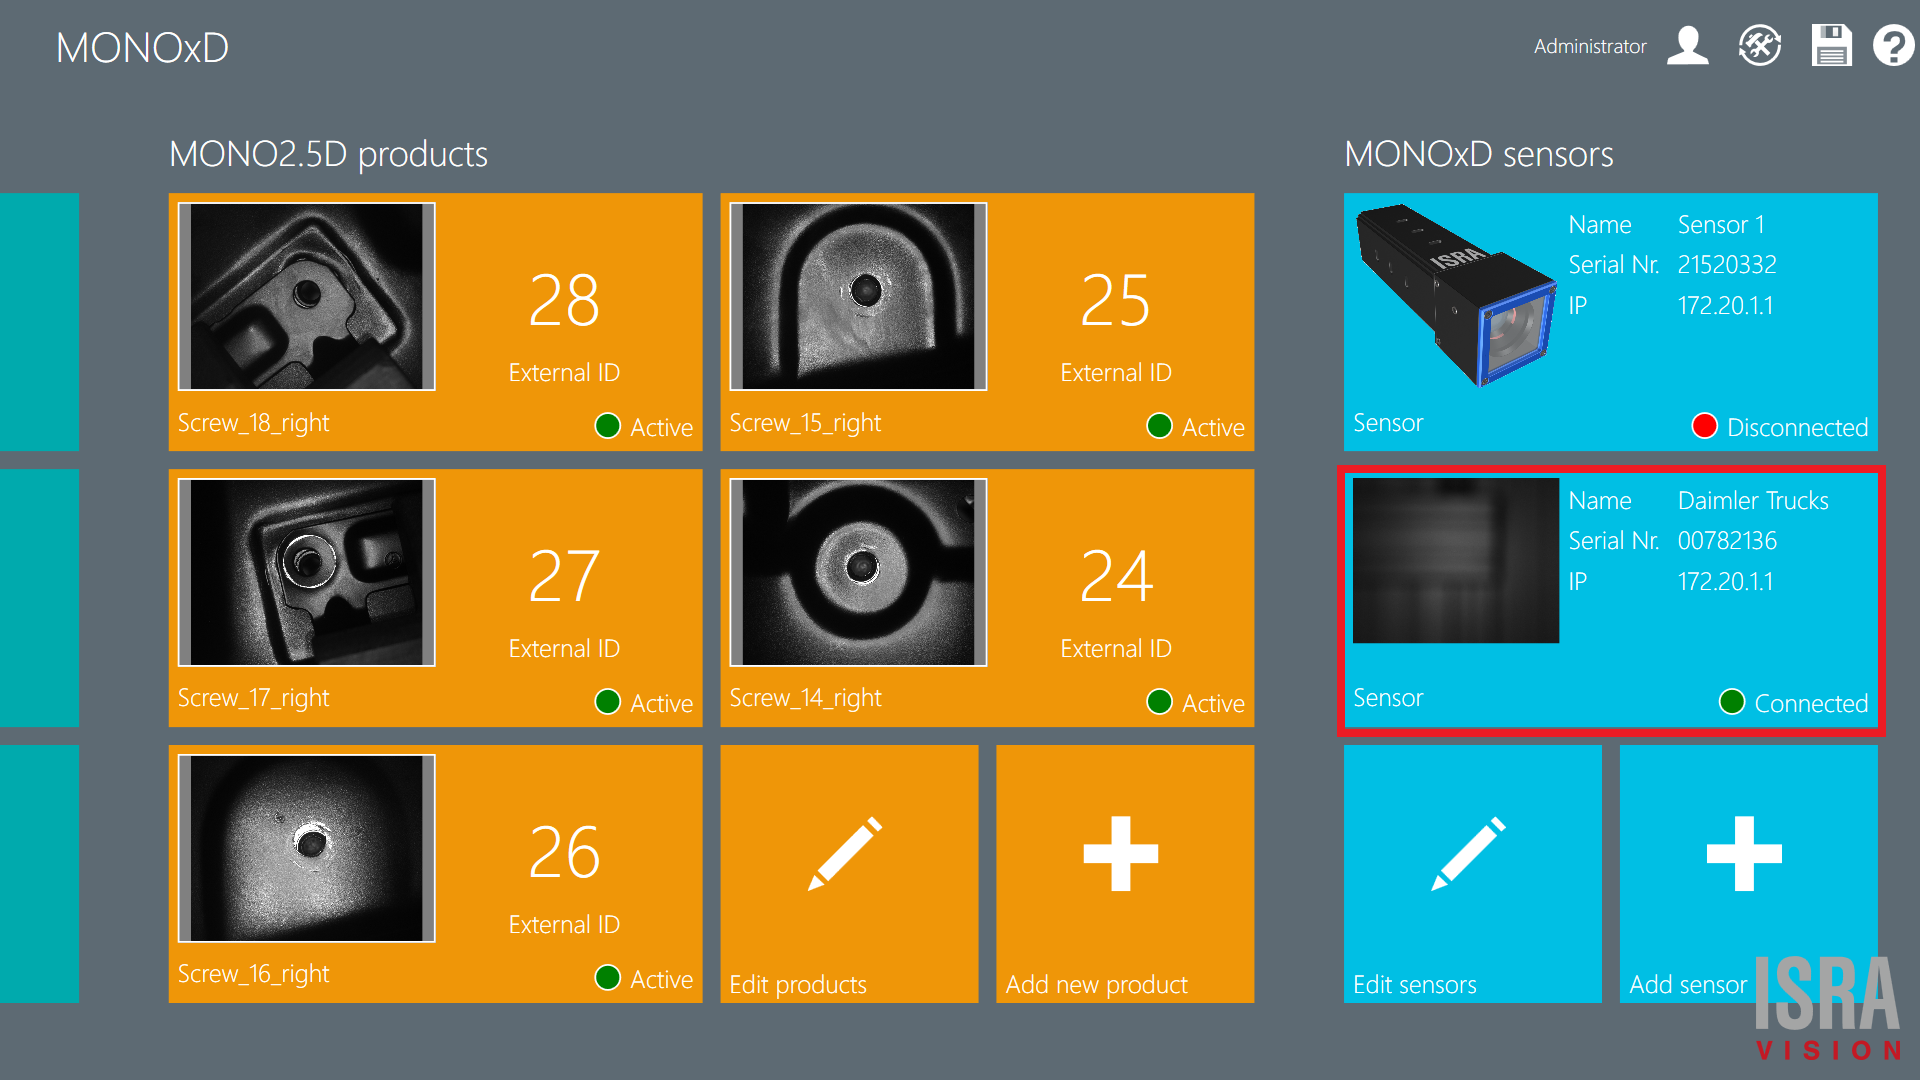 MONOxD
Administrator
MONO2.5D products
MONOxD sensors
28
External ID
Screw_18_right
Active
25
External ID
Screw_15_right
Active
ISRA
Name Sensor 1
Serial Nr. 21520332
IP 172.20.1.1
Sensor
Disconnected
27
External ID
Screw_17_right
Active
24
External ID
Screw_14_right
Active
Name Daimler Trucks
Serial Nr. 00782136
IP 172.20.1.1
Sensor
Connected
26
External ID
Screw_16_right
Active
Edit products
Add new product
Edit sensors
Add sensor
ISRA
VISION